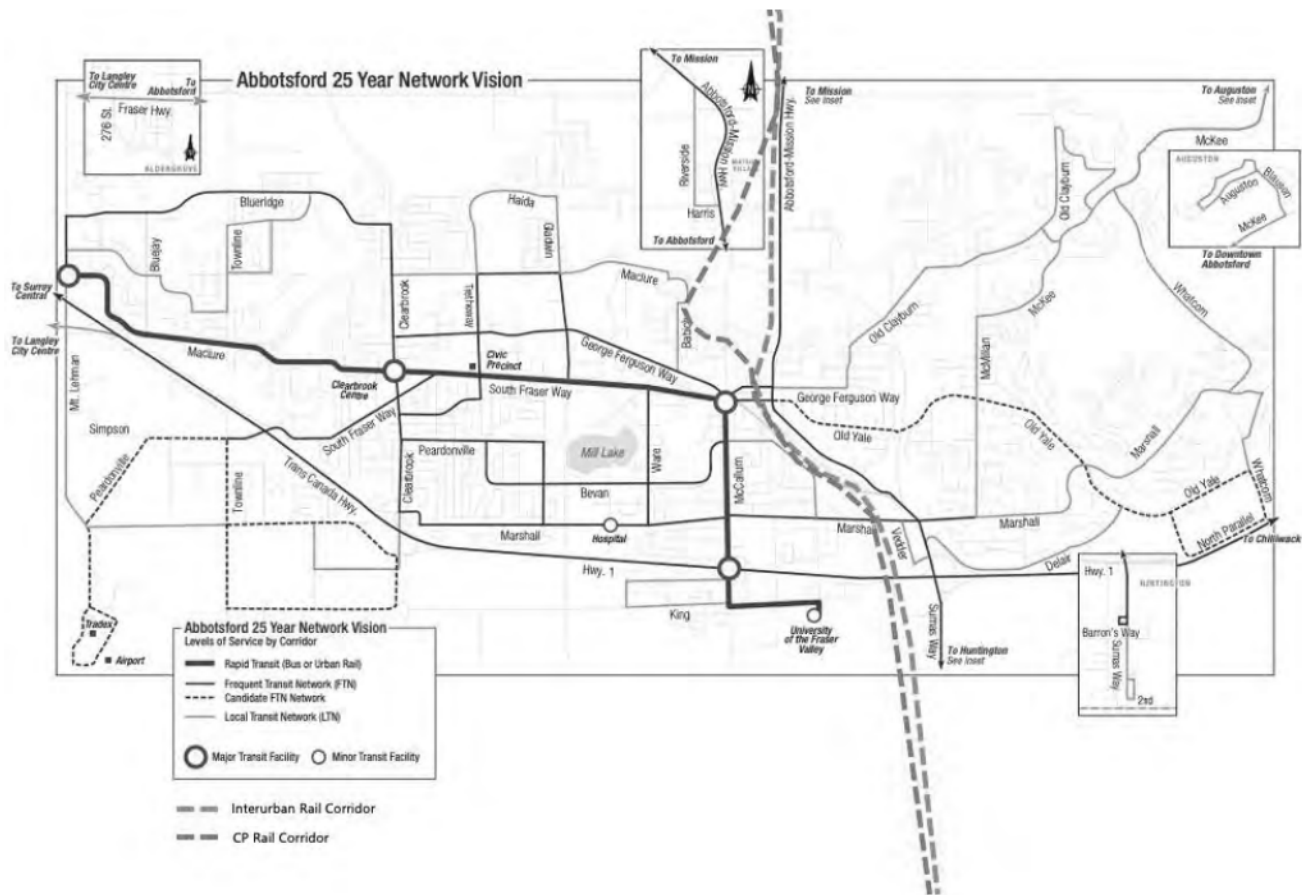 Abbotsford 25 Year Network Vision
To Langley
City Centre
To
Abbotsford
Fraser Hwy.
276 St.
N
ALDERGROVE
To Mission
Abbotsford-Mission Hwy
N
Riverside
Harris
To Abbotsford
To Mission
See inset
Abbotsford-Mission Hwy.
To Auguston
See inset
McKee
AUGUSTON
Auguston
Blauson
McKee
To Downtown
Abbotsford
Old Clayburn
Blueridge
Bluejay
Townline
Haida
Gladwin
Maclure
Babich
Clearbrook
Trethewey
To Surrey
Central
To Langley
City Centre
Mt. Lehman
Maclure
Clearbrook
Centre
Civic
Precinct
George Ferguson Way
South Fraser Way
Old Clayburn
McKee
McMillan
Whatcom
George Ferguson Way
Old Yale
Old Yale
Marshall
Simpson
South Fraser Way
Peardonville
Townline
Trans Canada Hwy.
Clearbrook
Peardonville
Mill Lake
Bevan
Ware
McCallum
Marshall
Hospital
Marshall
Vedder
Marshall
Old Yale
Whatcom
North Parallel
To Chilliwack
Delair
Hwy. 1
King
University
of the Fraser
Valley
Sumas Way
To Huntington
See inset
Hwy. 1
HUNTINGTON
Barron's Way
Sumas Way
2nd
Tradex
Airport
Abbotsford 25 Year Network Vision
Levels of Service by Corridor
Rapid Transit (Bus or Urban Rail)
Frequent Transit Network (FTN)
Candidate FTN Network
Local Transit Network (LTN)
Major Transit Facility
Minor Transit Facility
Interurban Rail Corridor
CP Rail Corridor